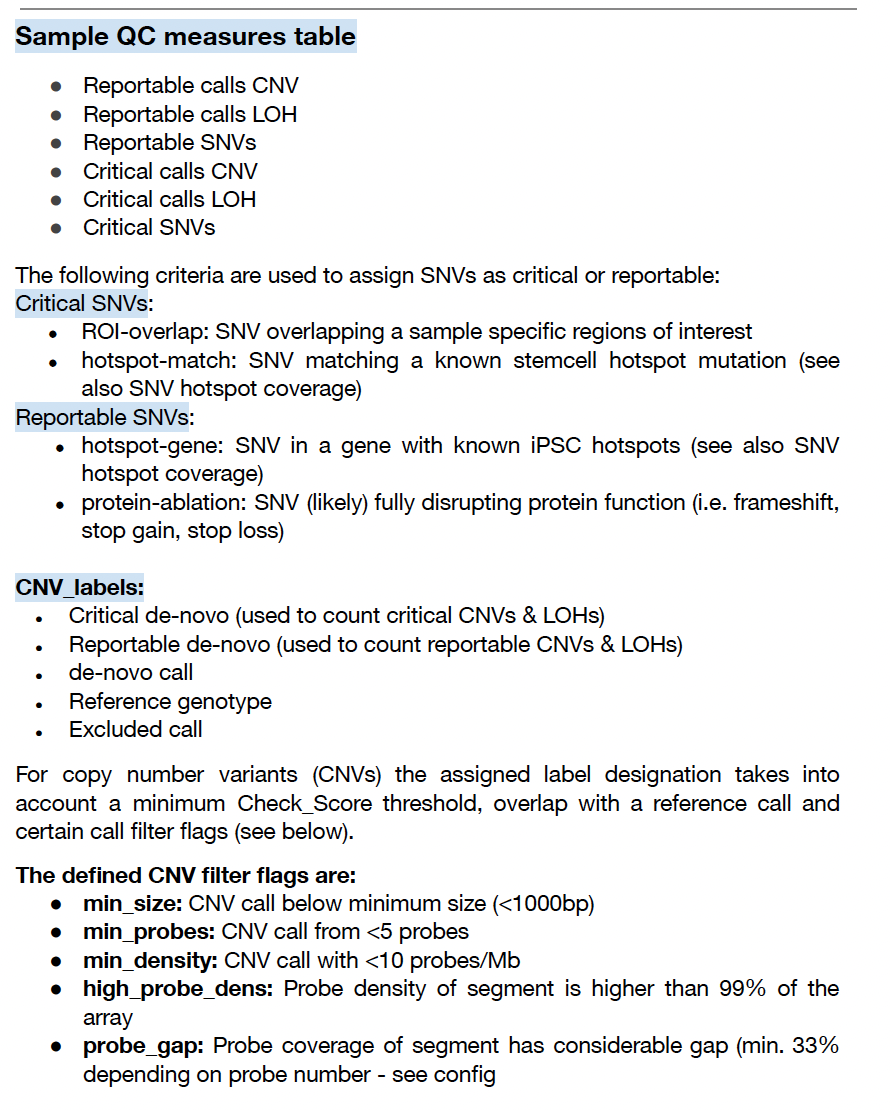 Sample QC measures table
● Reportable calls CNV
● Reportable calls LOH
● Reportable SNVs
● Critical calls CNV
● Critical calls LOH
● Critical SNVs
The following criteria are used to assign SNVs as critical or reportable:
Critical SNVs:
● ROI-overlap: SNV overlapping a sample specific regions of interest
● hotspot-match: SNV matching a known stemcell hotspot mutation (see
also SNV hotspot coverage)
Reportable SNVs:
● hotspot-gene: SNV in a gene with known iPSC hotspots (see also SNV
hotspot coverage)
● protein-ablation: SNV (likely) fully disrupting protein function (i.e. frameshift,
stop gain, stop loss)
CNV_labels:
● Critical de-novo (used to count critical CNVs & LOHs)
● Reportable de-novo (used to count reportable CNVs & LOHs)
● de-novo call
● Reference genotype
● Excluded call
For copy number variants (CNVs) the assigned label designation takes into
account a minimum Check_Score threshold, overlap with a reference call and
certain call filter flags (see below).
The defined CNV filter flags are:
● min_size: CNV call below minimum size (<1000bp)
● min_probes: CNV call from <5 probes
● min_density: CNV call with <10 probes/Mb
● high_probe_dens: Probe density of segment is higher than 99% of the
array
● probe_gap: Probe coverage of segment has considerable gap (min. 33%
depending on probe number - see config